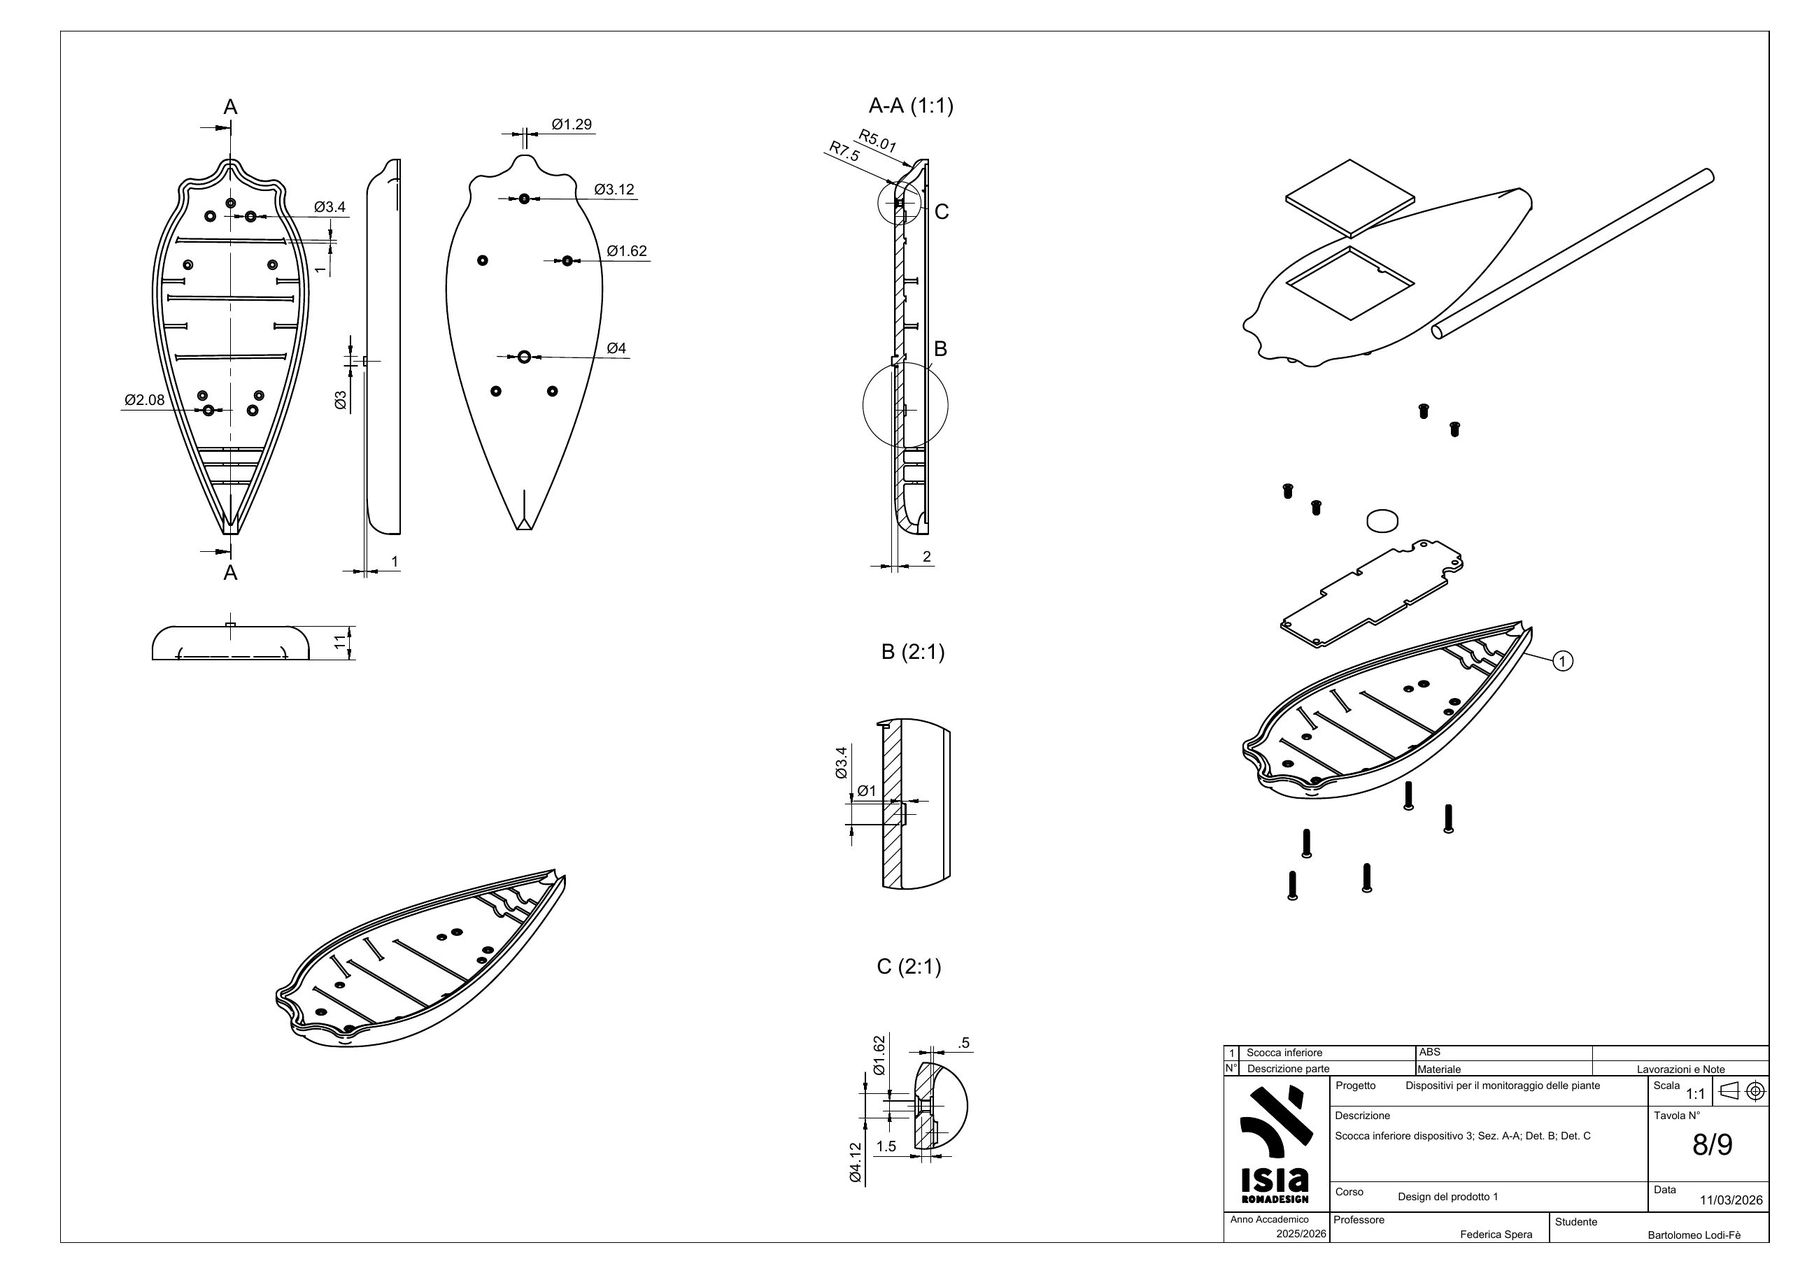 A
Ø3.4
1
Ø2.08
A
Ø3
1
11
Ø1.29
Ø3.12
Ø1.62
Ø4
A-A (1:1)
R5.01
R7.5
C
B
2
B (2:1)
Ø3.4
Ø1
C (2:1)
Ø1.62
.5
Ø4.12
1.5
1
1 Scocca inferiore ABS
N° Descrizione parte Materiale Lavorazioni e Note
Progetto Dispositivi per il monitoraggio delle piante
Scala 1:1
Descrizione
Scocca inferiore dispositivo 3; Sez. A-A; Det. B; Det. C
Tavola N°
8/9
ISIA
ROMADESIGN
Corso Design del prodotto 1
Data 11/03/2026
Anno Accademico
2025/2026
Professore
Federica Spera
Studente
Bartolomeo Lodi-Fè